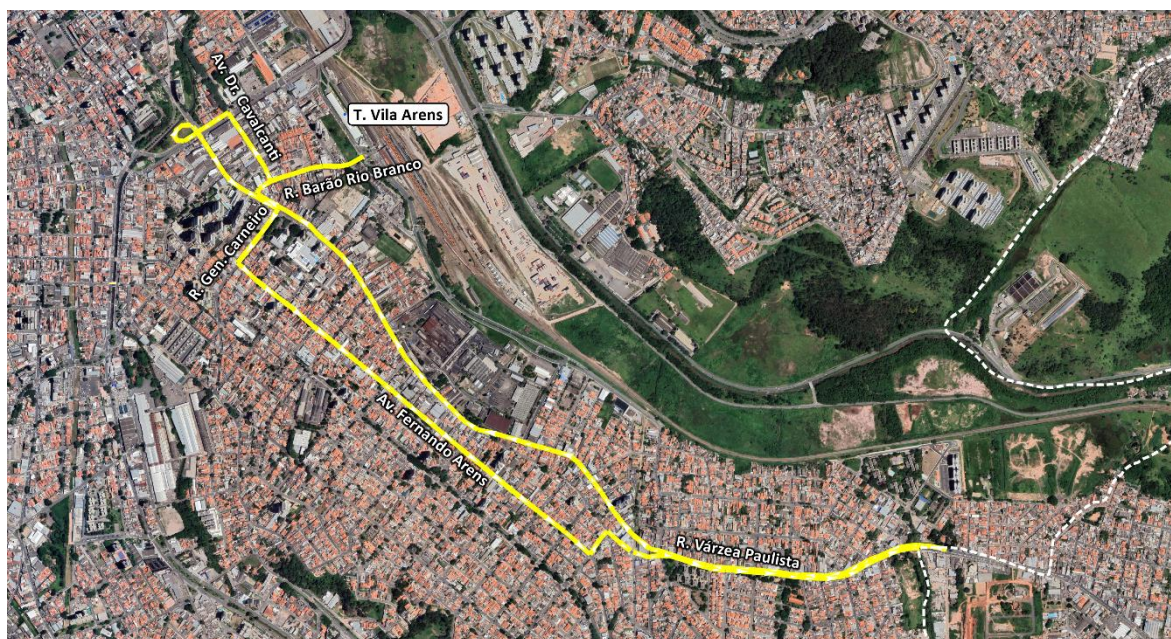 Av. Dr. Cavalcanti
T. Vila Arens
R. Barão Rio Branco
R. Gen. Carneiro
Av. Fernando Arens
R. Várzea Paulista